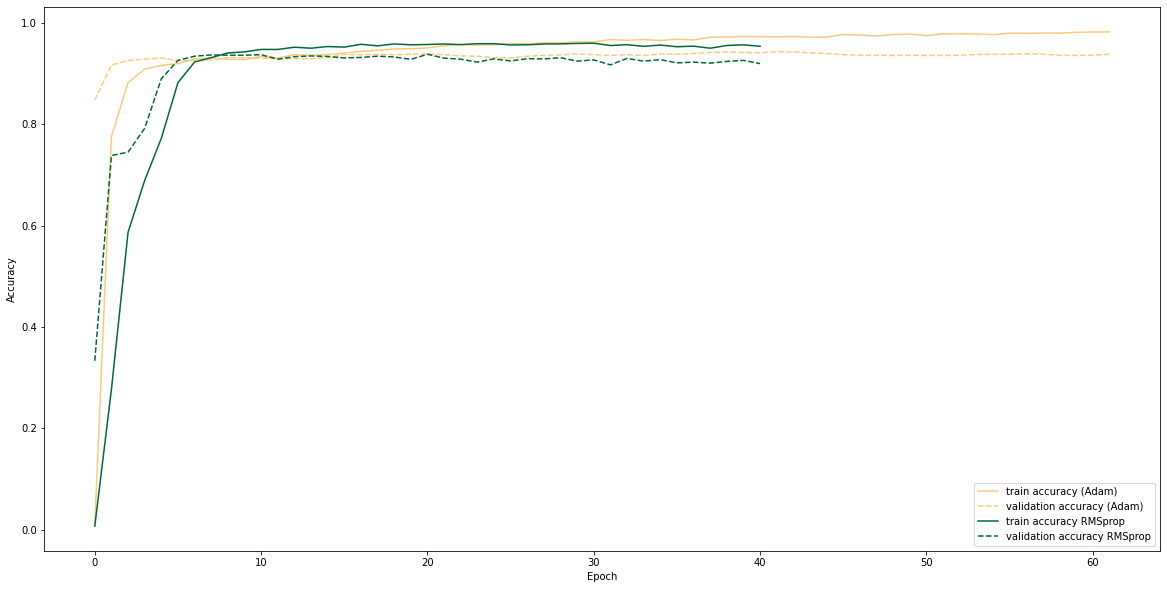 1.0
0.8
0.6
0.4
0.2
0.0
Accuracy
0 10 20 30 40 50 60
Epoch
train accuracy (Adam)
validation accuracy (Adam)
train accuracy RMSprop
validation accuracy RMSprop